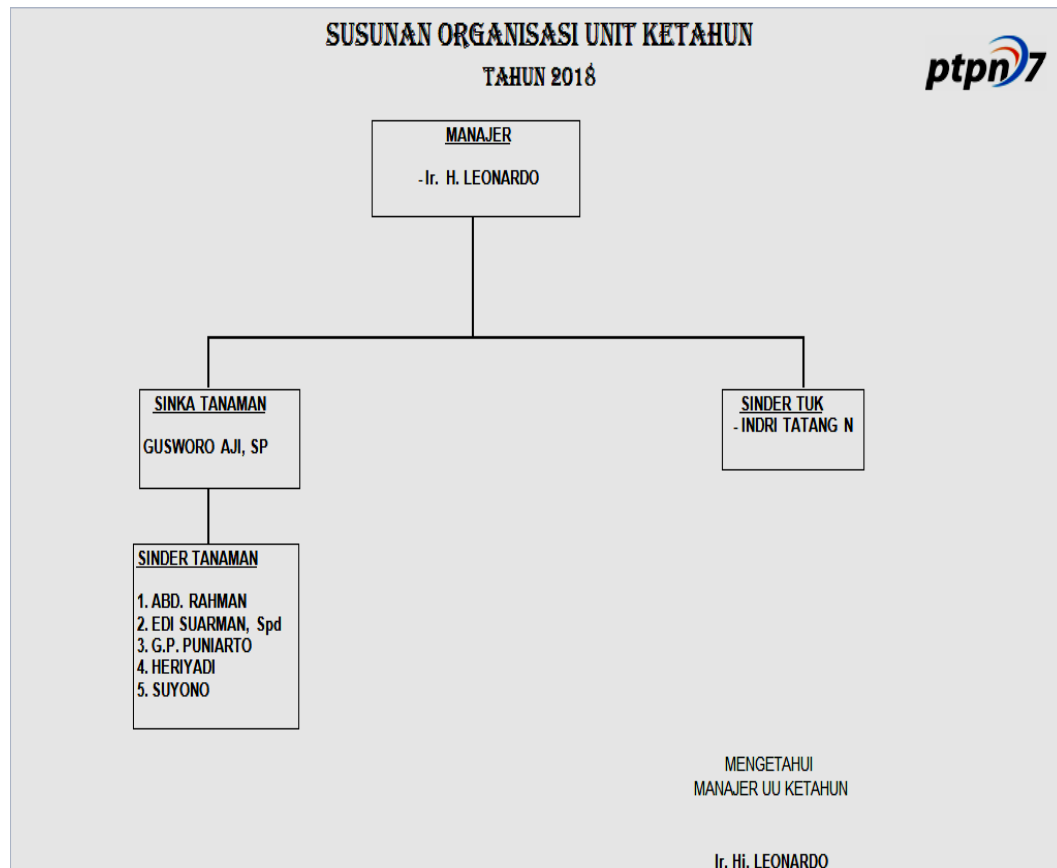 SUSUNAN ORGANISASI UNIT KETAHUN
TAHUN 2018
ptpn 7
MANAJER
- Ir. H. LEONARDO
SINKA TANAMAN
GUSWORO AJI, SP
SINDER TUK
- INDRI TATANG N
SINDER TANAMAN
1. ABD. RAHMAN
2. EDI SUARMAN, Spd
3. G.P. PUNIARTO
4. HERIYADI
5. SUYONO
MENGETAHUI
MANAJER UU KETAHUN
Ir. Hi. LEONARDO